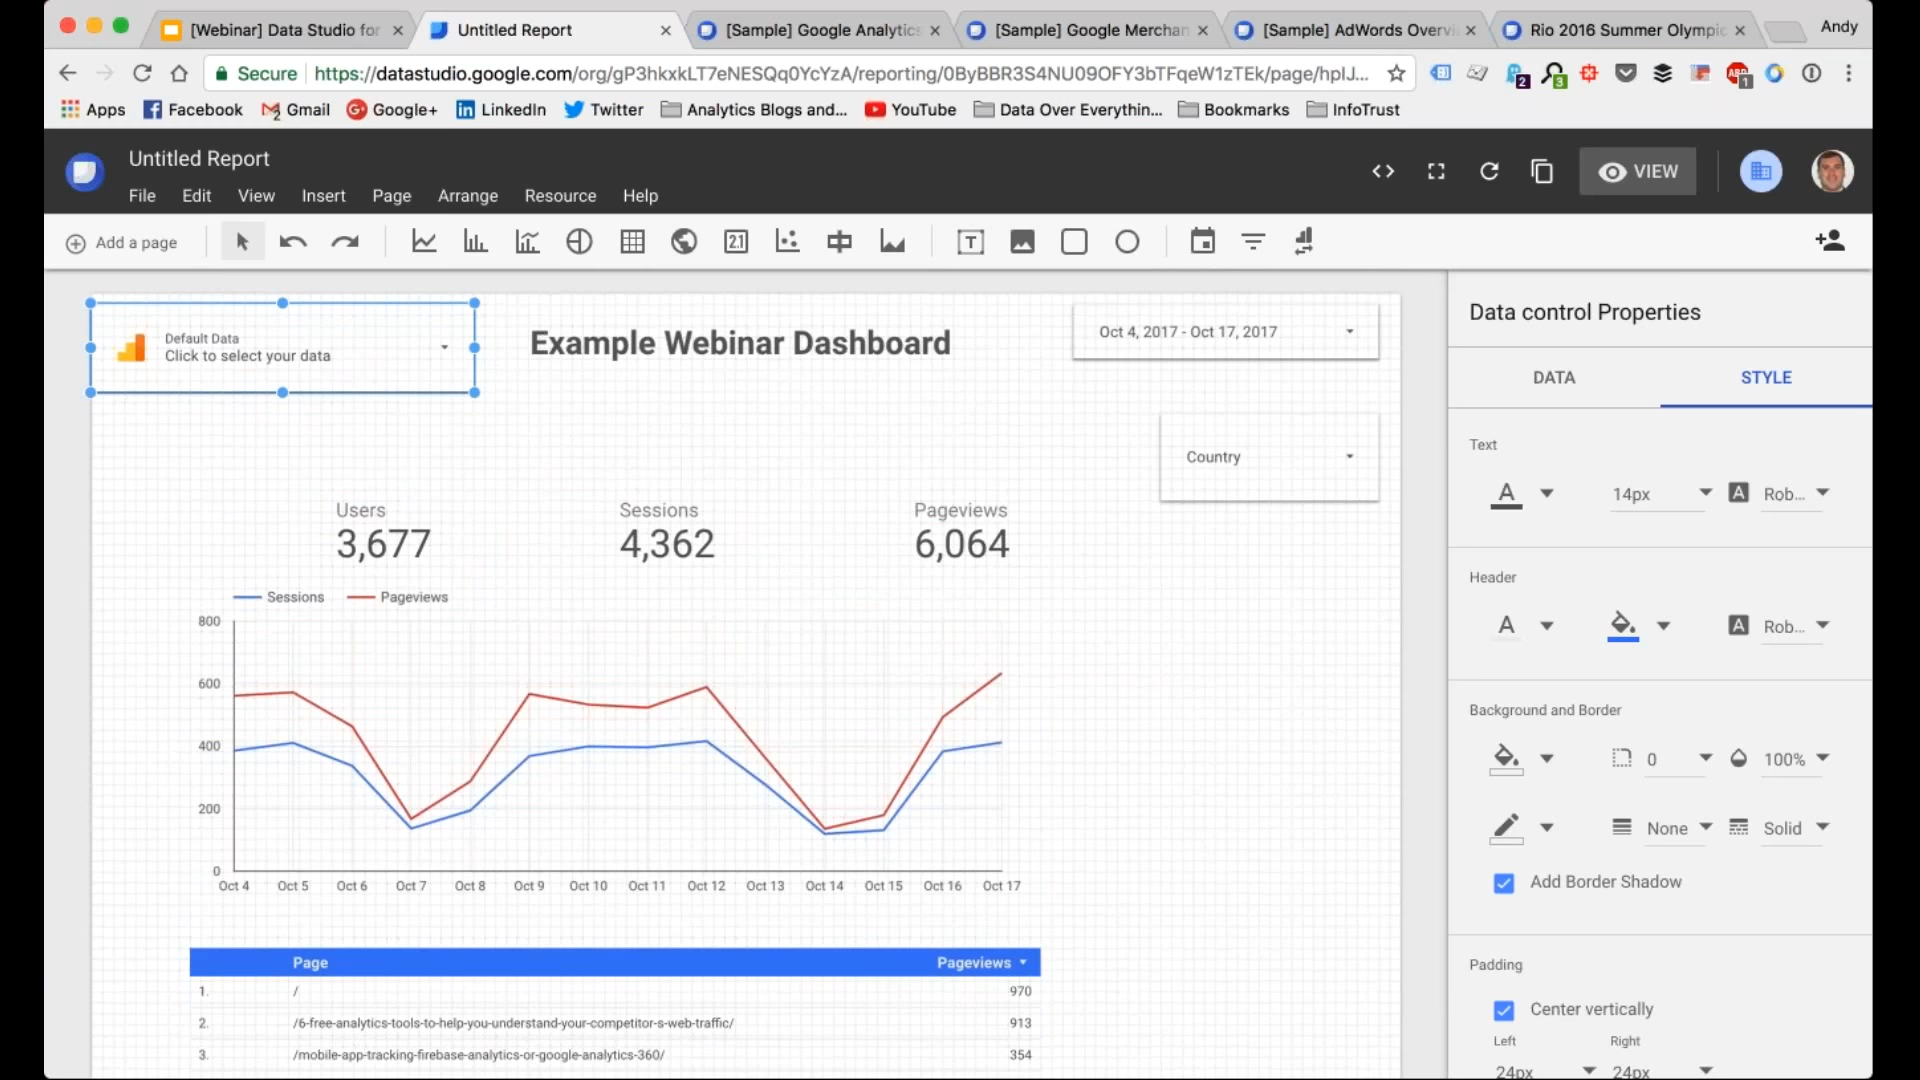 [Webinar] Data Studio for
Untitled Report
[Sample] Google Analytics
[Sample] Google Merchan
[Sample] AdWords Overvi
Rio 2016 Summer Olympic
Andy
Secure
https://datastudio.google.com/org/gP3hkxkLT7eNESQq0YcYzA/reporting/0ByBBR3S4NU09OFY3bTFqeW1zTEk/page/hplJ...
2
3
ABP
1
Apps
Facebook
2
Gmail
Google+
LinkedIn
Twitter
Analytics Blogs and...
YouTube
Data Over Everythin...
Bookmarks
InfoTrust
Untitled Report
File Edit View Insert Page Arrange Resource Help
VIEW
Add a page
2.1
T
Default Data
Click to select your data
Example Webinar Dashboard
Oct 4, 2017 - Oct 17, 2017
Country
Users
3,677
Sessions
4,362
Pageviews
6,064
Sessions Pageviews
800
600
400
200
0
Oct 4 Oct 5 Oct 6 Oct 7 Oct 8 Oct 9 Oct 10 Oct 11 Oct 12 Oct 13 Oct 14 Oct 15 Oct 16 Oct 17
Page Pageviews
1. / 970
2. /6-free-analytics-tools-to-help-you-understand-your-competitor-s-web-traffic/ 913
3. /mobile-app-tracking-firebase-analytics-or-google-analytics-360/ 354
Data control Properties
DATA STYLE
Text
A 14px A Rob...
Header
A A Rob...
Background and Border
0 100%
None Solid
Add Border Shadow
Padding
Center vertically
Left Right
24px 24px